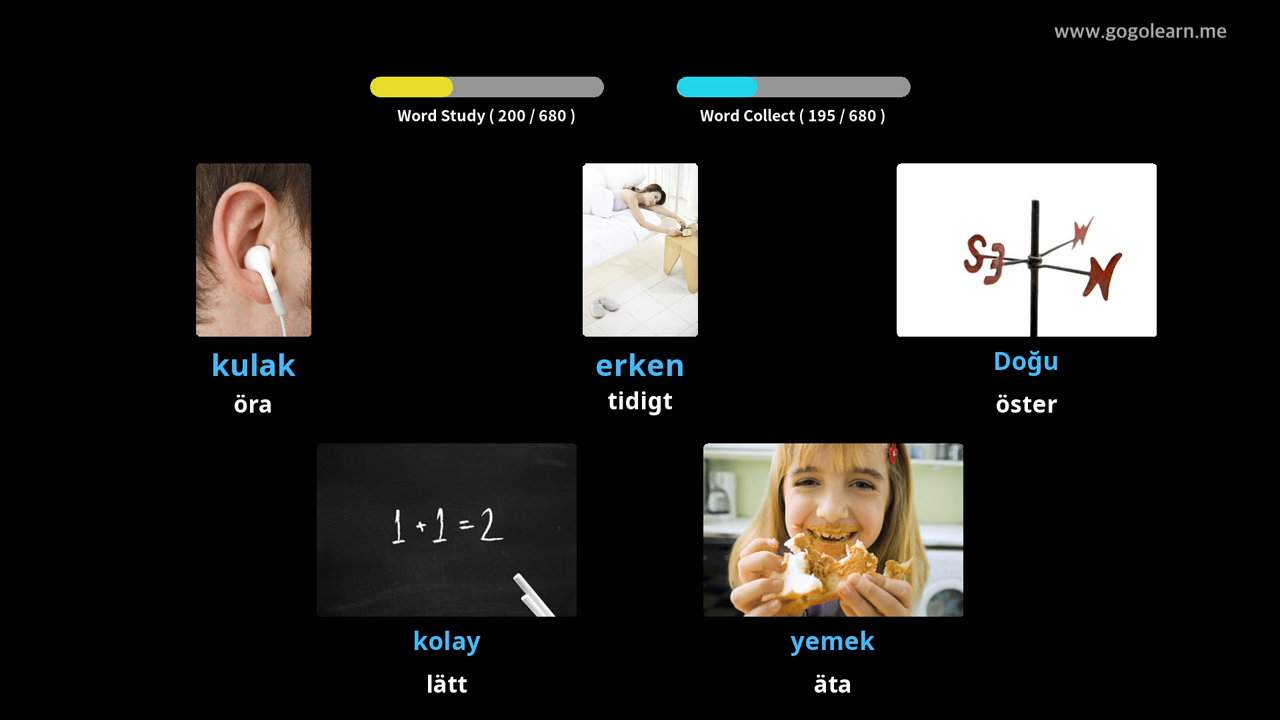 www.gogolearn.me
Word Study ( 200 / 680 )
Word Collect ( 195 / 680 )
S
3
N
N
kulak
erken
Doğu
öra
tidigt
öster
1 + 1 = 2
kolay
yemek
lätt
äta